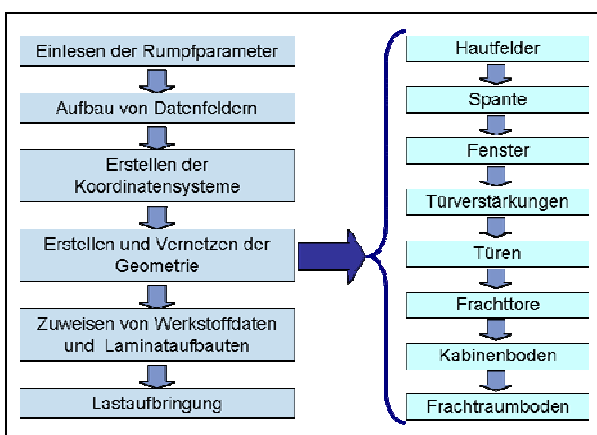 Einlesen der Rumpfparameter
Aufbau von Datenfeldern
Erstellen der
Koordinatensysteme
Erstellen und Vernetzen der
Geometrie
Zuweisen von Werkstoffdaten
und Laminataufbauten
Lastaufbringung
Hautfelder
Spante
Fenster
Türverstärkungen
Türen
Frachttore
Kabinenboden
Frachtraumboden